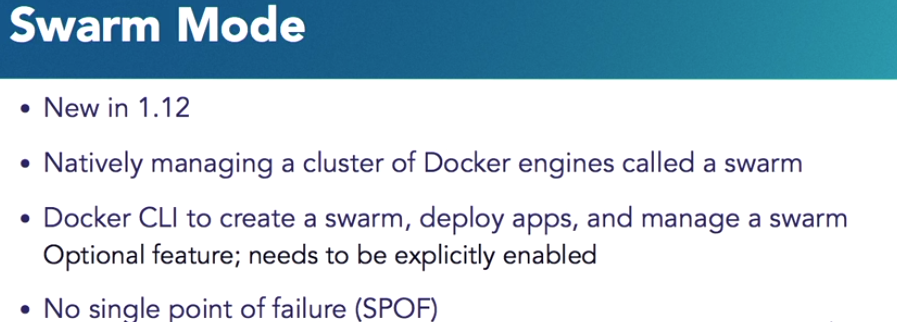 Swarm Mode
• New in 1.12
• Natively managing a cluster of Docker engines called a swarm
• Docker CLI to create a swarm, deploy apps, and manage a swarm
Optional feature; needs to be explicitly enabled
• No single point of failure (SPOF)